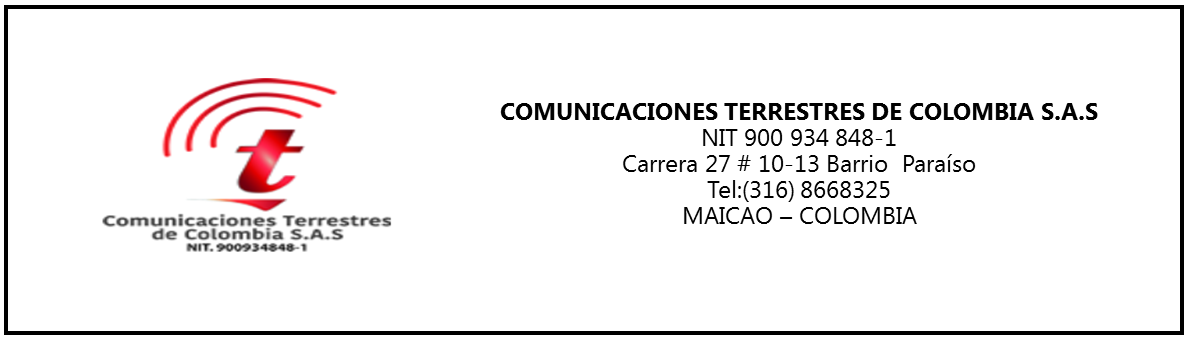 t
Comunicaciones Terrestres
de Colombia S.A.S
NIT. 900934848-1
COMUNICACIONES TERRESTRES DE COLOMBIA S.A.S
NIT 900 934 848-1
Carrera 27 # 10-13 Barrio  Paraíso
Tel:(316) 8668325
MAICAO – COLOMBIA